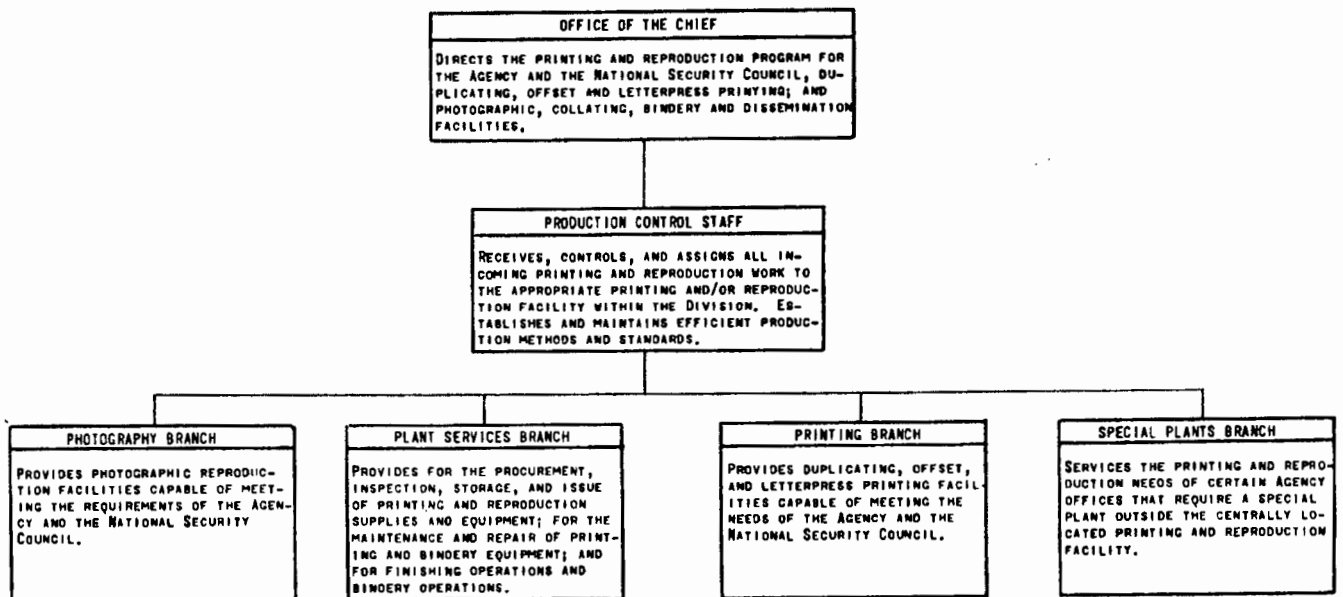 OFFICE OF THE CHIEF
DIRECTS THE PRINTING AND REPRODUCTION PROGRAM FOR
THE AGENCY AND THE NATIONAL SECURITY COUNCIL, DU-
PLICATING, OFFSET AND LETTERPRESS PRINTING; AND
PHOTOGRAPHIC, COLLATING, BINDERY AND DISSEMINATION
FACILITIES.
PRODUCTION CONTROL STAFF
RECEIVES, CONTROLS, AND ASSIGNS ALL IN-
COMING PRINTING AND REPRODUCTION WORK TO
THE APPROPRIATE PRINTING AND/OR REPRODUC-
TION FACILITY WITHIN THE DIVISION. ES-
TABLISHES AND MAINTAINS EFFICIENT PRODUC-
TION METHODS AND STANDARDS.
PHOTOGRAPHY BRANCH
PROVIDES PHOTOGRAPHIC REPRODUC-
TION FACILITIES CAPABLE OF MEET-
ING THE REQUIREMENTS OF THE AGEN-
CY AND THE NATIONAL SECURITY
COUNCIL.
PLANT SERVICES BRANCH
PROVIDES FOR THE PROCUREMENT,
INSPECTION, STORAGE, AND ISSUE
OF PRINTING AND REPRODUCTION
SUPPLIES AND EQUIPMENT; FOR THE
MAINTENANCE AND REPAIR OF PRINT-
ING AND BINDERY EQUIPMENT; AND
FOR FINISHING OPERATIONS AND
BINDERY OPERATIONS.
PRINTING BRANCH
PROVIDES DUPLICATING, OFFSET,
AND LETTERPRESS PRINTING FACIL-
ITIES CAPABLE OF MEETING THE
NEEDS OF THE AGENCY AND THE
NATIONAL SECURITY COUNCIL.
SPECIAL PLANTS BRANCH
SERVICES THE PRINTING AND REPRO-
DUCTION NEEDS OF CERTAIN AGENCY
OFFICES THAT REQUIRE A SPECIAL
PLANT OUTSIDE THE CENTRALLY LO-
CATED PRINTING AND REPRODUCTION
FACILITY.